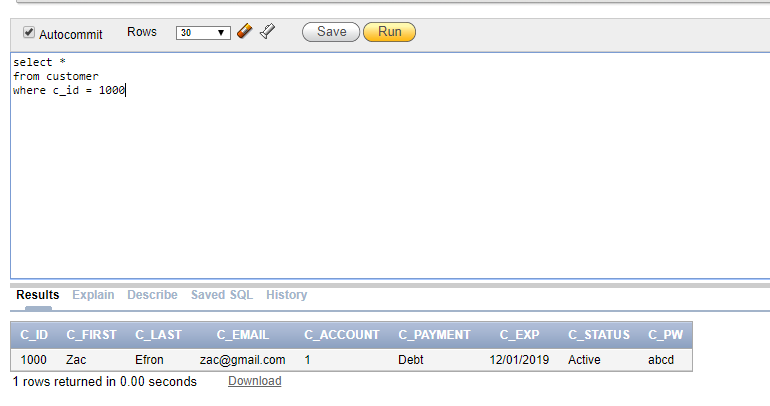 Autocommit Rows 30 Save Run
select *
from customer
where c_id = 1000
Results Explain Describe Saved SQL History
C_ID C_FIRST C_LAST C_EMAIL C_ACCOUNT C_PAYMENT C_EXP C_STATUS C_PW
1000 Zac Efron zac@gmail.com 1 Debt 12/01/2019 Active abcd
1 rows returned in 0.00 seconds Download